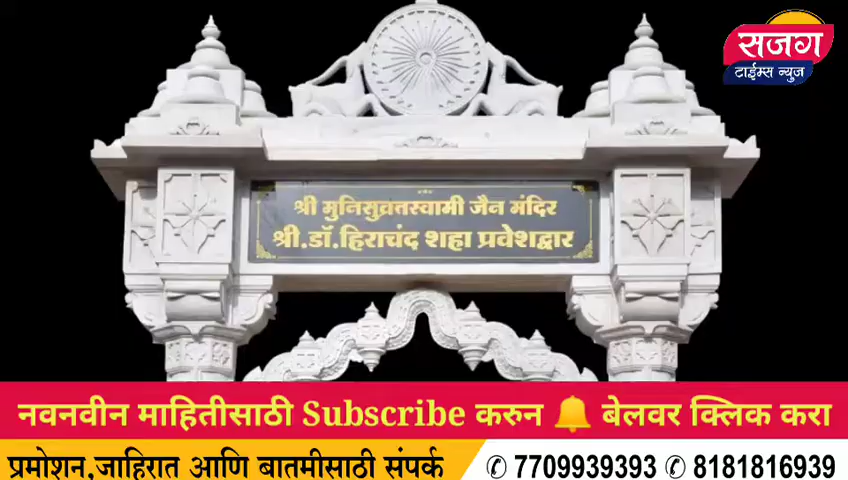 सजग
टाईम्स न्युज
श्री मुनिसुव्रतस्वामी जैन मंदिर
श्री.डॉ.हिराचंद शहा प्रवेशद्वार
नवनवीन माहितीसाठी Subscribe करुन 🔔 बेलवर क्लिक करा
प्रमोशन,जाहिरात आणि बातमीसाठी संपर्क ✆ 7709939393 ✆ 8181816939